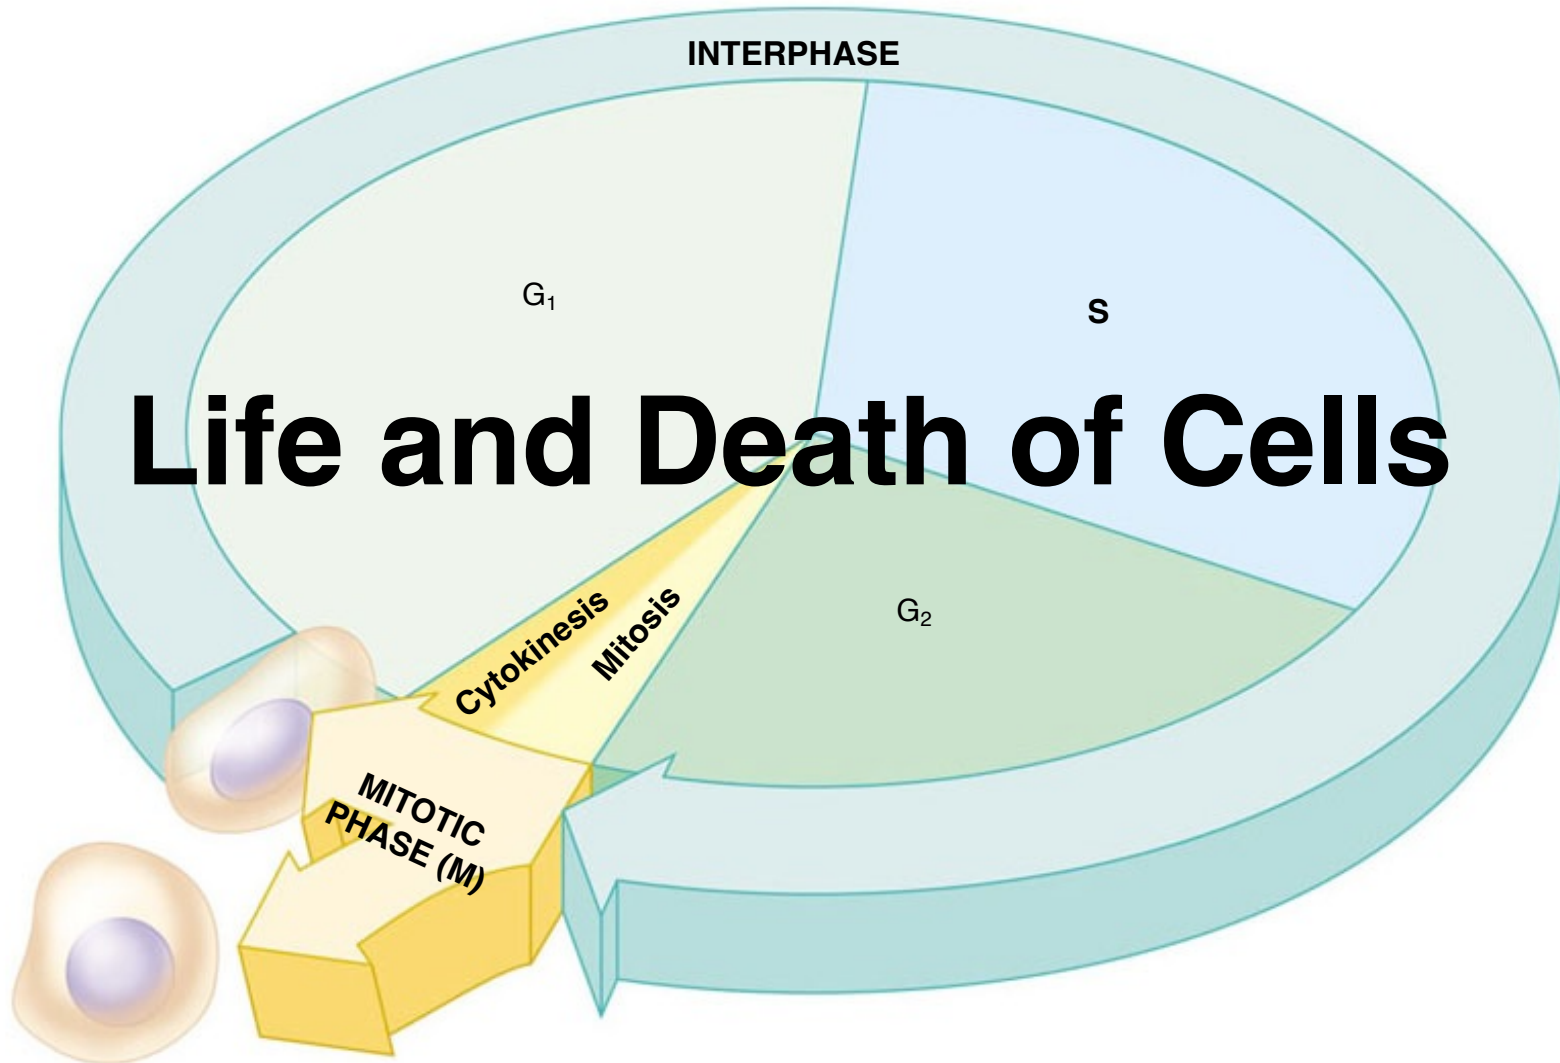 INTERPHASE
G₁
S
Life and Death of Cells
Cytokinesis
Mitosis
G₂
MITOTIC
PHASE (M)